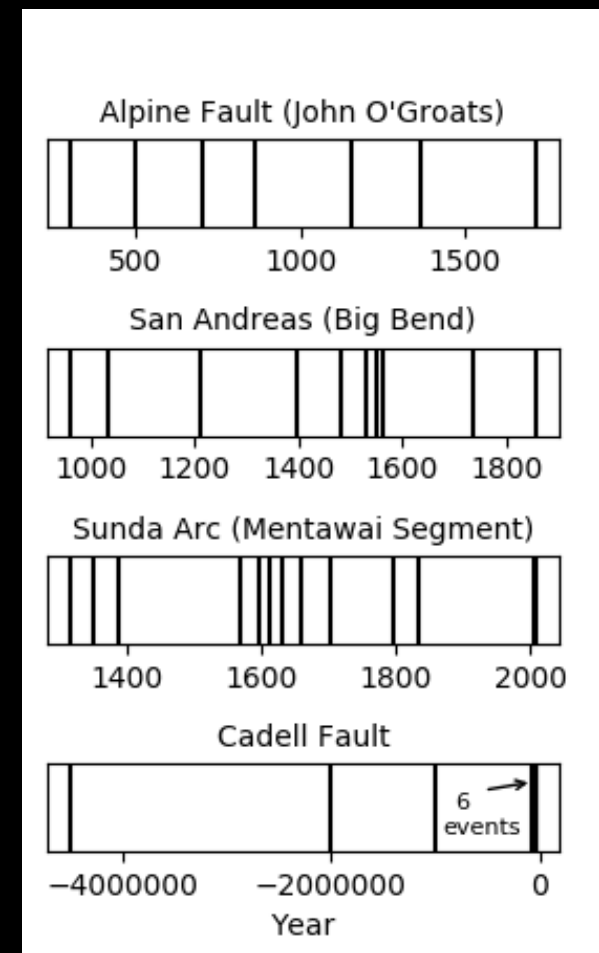 Alpine Fault (John O'Groats)
500 1000 1500
San Andreas (Big Bend)
1000 1200 1400 1600 1800
Sunda Arc (Mentawai Segment)
1400 1600 1800 2000
Cadell Fault
6
events
−4000000 −2000000 0
Year